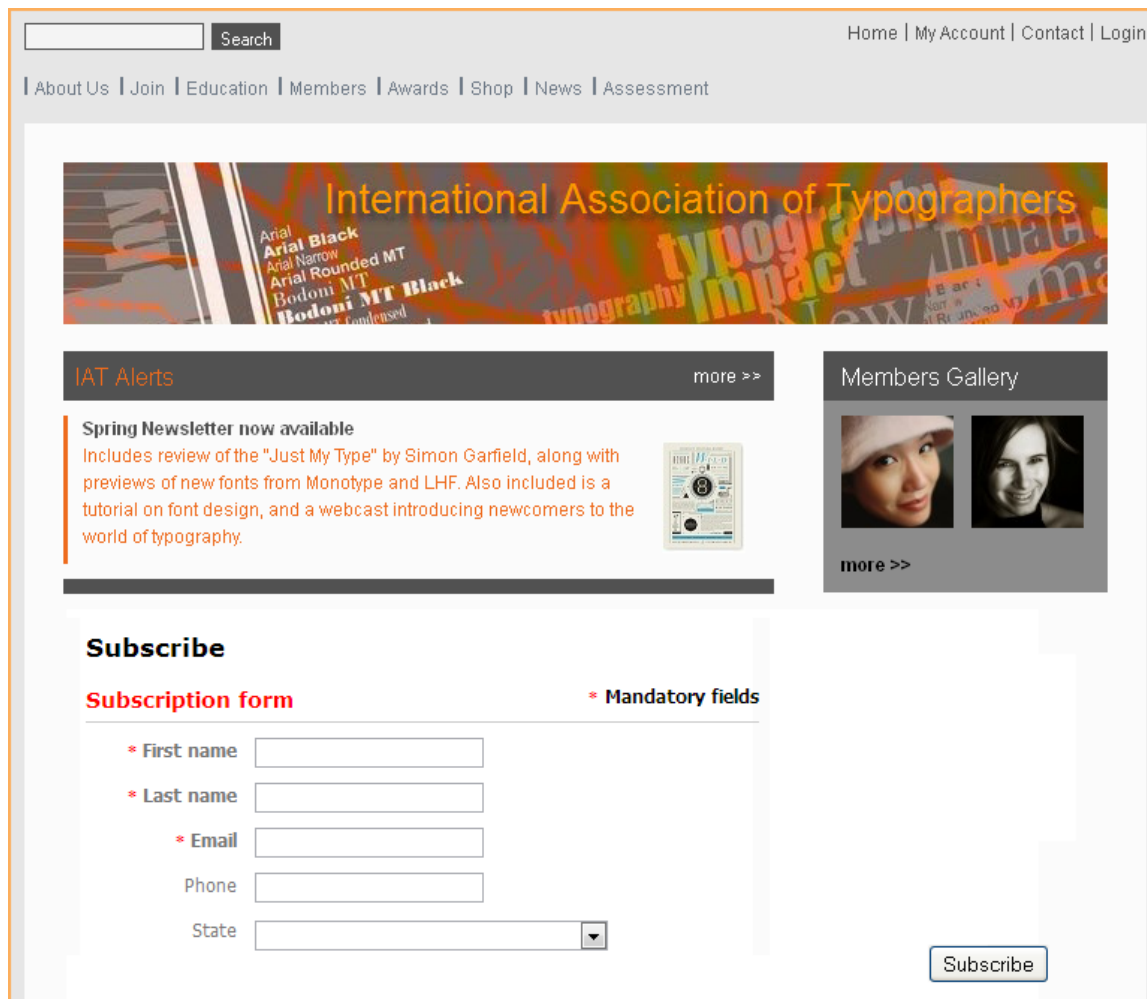 Search
Home | My Account | Contact | Login
| About Us | Join | Education | Members | Awards | Shop | News | Assessment
International Association of Typographers
Arial
Arial Black
Arial Narrow
Arial Rounded MT
Bodoni MT
Bodoni MT Black
Condensed
typography
impact
typography
typography
impact
New
IAT Alerts
more >>
Members Gallery
Spring Newsletter now available
Includes review of the "Just My Type" by Simon Garfield, along with
previews of new fonts from Monotype and LHF. Also included is a
tutorial on font design, and a webcast introducing newcomers to the
world of typography.
8
more >>
Subscribe
Subscription form
* Mandatory fields
* First name
* Last name
* Email
Phone
State
Subscribe